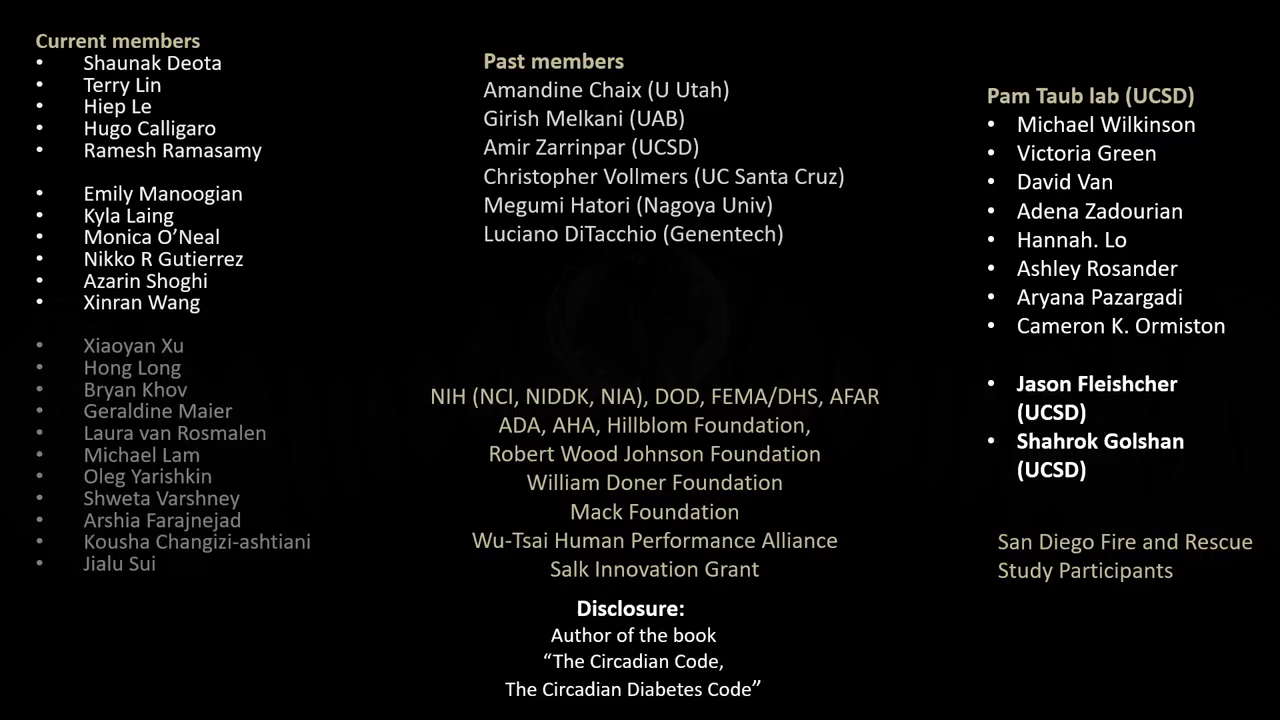 Current members
• Shaunak Deota
• Terry Lin
• Hiep Le
• Hugo Calligaro
• Ramesh Ramasamy
• Emily Manoogian
• Kyla Laing
• Monica O’Neal
• Nikko R Gutierrez
• Azarin Shoghi
• Xinran Wang
• Xiaoyan Xu
• Hong Long
• Bryan Khov
• Geraldine Maier
• Laura van Rosmalen
• Michael Lam
• Oleg Yarishkin
• Shweta Varshney
• Arshia Farajnejad
• Kousha Changizi-ashtiani
• Jialu Sui
Past members
Amandine Chaix (U Utah)
Girish Melkani (UAB)
Amir Zarrinpar (UCSD)
Christopher Vollmers (UC Santa Cruz)
Megumi Hatori (Nagoya Univ)
Luciano DiTacchio (Genentech)
NIH (NCI, NIDDK, NIA), DOD, FEMA/DHS, AFAR
ADA, AHA, Hillblom Foundation,
Robert Wood Johnson Foundation
William Doner Foundation
Mack Foundation
Wu-Tsai Human Performance Alliance
Salk Innovation Grant
Disclosure:
Author of the book
“The Circadian Code,
The Circadian Diabetes Code”
Pam Taub lab (UCSD)
• Michael Wilkinson
• Victoria Green
• David Van
• Adena Zadourian
• Hannah. Lo
• Ashley Rosander
• Aryana Pazargadi
• Cameron K. Ormiston
• Jason Fleishcher
(UCSD)
• Shahrok Golshan
(UCSD)
San Diego Fire and Rescue
Study Participants